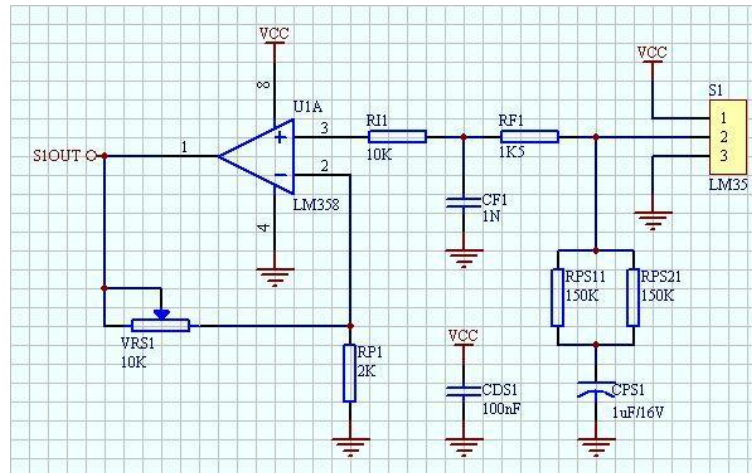 VCC
VCC
8
S1
U1A
RI1
RF1
3
1
S1OUT
1
10K
1K5
2
2
3
LM358
CF1
1N
LM35
4
RPS11
150K
RPS21
150K
VCC
VRS1
10K
RP1
2K
CDS1
100nF
CPS1
1uF/16V